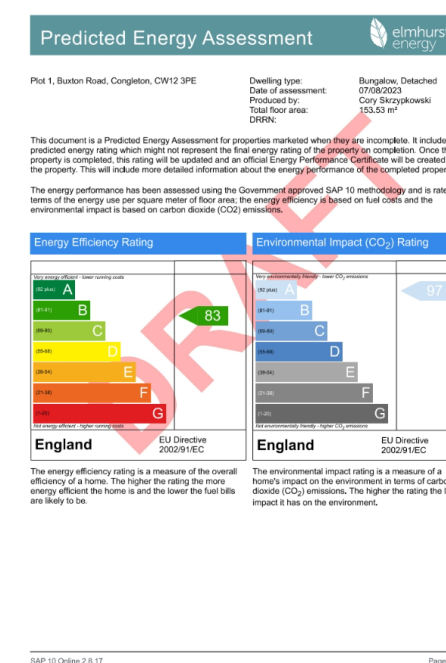 Predicted Energy Assessment
elmhurst
energy
Plot 1, Buxton Road, Congleton, CW12 3PE
Dwelling type: Bungalow, Detached
Date of assessment: 07/08/2023
Produced by: Cory Skrzypkowski
Total floor area: 153.53 m²
DRRN:
This document is a Predicted Energy Assessment for properties marketed when they are incomplete. It include
predicted energy rating which might not represent the final energy rating of the property on completion. Once th
property is completed, this rating will be updated and an official Energy Performance Certificate will be created
the property. This will include more detailed information about the energy performance of the completed proper
The energy performance has been assessed using the Government approved SAP 10 methodology and is rate
terms of the energy use per square meter of floor area; the energy efficiency is based on fuel costs and the
environmental impact is based on carbon dioxide (CO2) emissions.
DRAFT
Energy Efficiency Rating
Very energy efficient - lower running costs
(92 plus) A
(81-91) B
83
(69-80) C
(55-68) D
(39-54) E
(21-38) F
(1-20) G
Not energy efficient - higher running costs
England
EU Directive
2002/91/EC
Environmental Impact (CO2) Rating
Very environmentally friendly - lower CO2 emissions
(92 plus) A
97
(81-91) B
(69-80) C
(55-68) D
(39-54) E
(21-38) F
(1-20) G
Not environmentally friendly - higher CO2 emissions
England
EU Directive
2002/91/EC
The energy efficiency rating is a measure of the overall
efficiency of a home. The higher the rating the more
energy efficient the home is and the lower the fuel bills
are likely to be.
The environmental impact rating is a measure of a
home's impact on the environment in terms of carbo
dioxide (CO2) emissions. The higher the rating the l
impact it has on the environment.
SAP 10 Online 2.8.17
Page